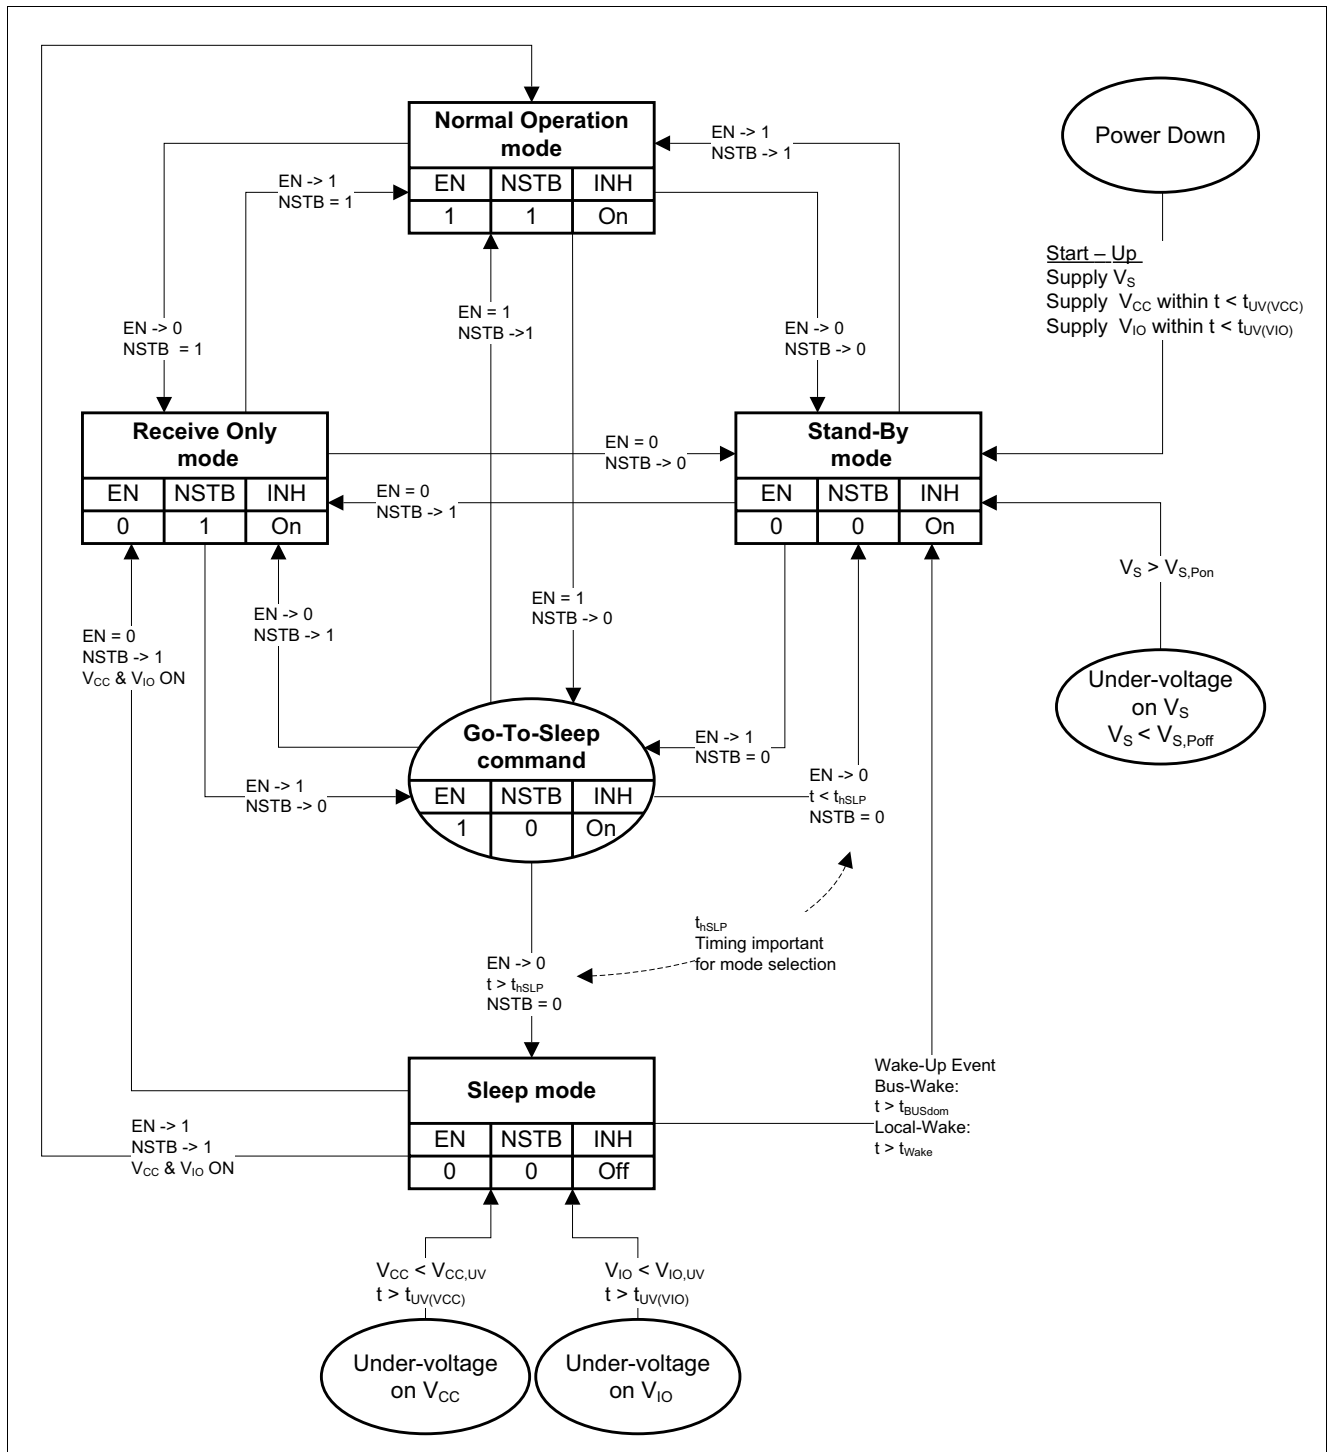 Normal Operation
mode
EN NSTB INH
1 1 On
Power Down
EN -> 1
NSTB -> 1
EN -> 1
NSTB = 1
Start – Up
Supply VS
Supply VCC within t < tUV(VCC)
Supply VIO within t < tUV(VIO)
EN -> 0
NSTB = 1
EN = 1
NSTB ->1
EN -> 0
NSTB -> 0
Receive Only
mode
EN NSTB INH
0 1 On
EN = 0
NSTB -> 0
EN = 0
NSTB -> 1
Stand-By
mode
EN NSTB INH
0 0 On
VS > VS,Pon
EN = 0
NSTB -> 1
VCC & VIO ON
EN -> 0
NSTB -> 1
EN = 1
NSTB -> 0
Under-voltage
on VS
VS < VS,Poff
Go-To-Sleep
command
EN NSTB INH
1 0 On
EN -> 1
NSTB = 0
EN -> 1
NSTB -> 0
EN -> 0
t < thSLP
NSTB = 0
thSLP
Timing important
for mode selection
EN -> 0
t > thSLP
NSTB = 0
Sleep mode
EN NSTB INH
0 0 Off
Wake-Up Event
Bus-Wake:
t > tBUSdom
Local-Wake:
t > tWake
EN -> 1
NSTB -> 1
VCC & VIO ON
VCC < VCC,UV
t > tUV(VCC)
VIO < VIO,UV
t > tUV(VIO)
Under-voltage
on VCC
Under-voltage
on VIO